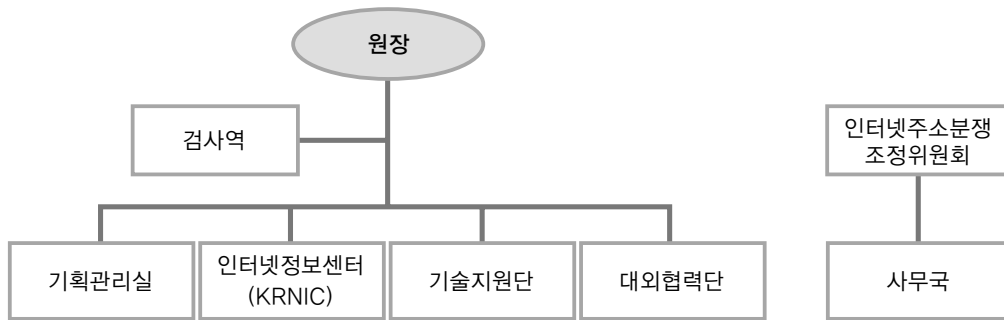 원장
검사역
인터넷주소분쟁
조정위원회
기획관리실
인터넷정보센터
(KRNIC)
기술지원단
대외협력단
사무국